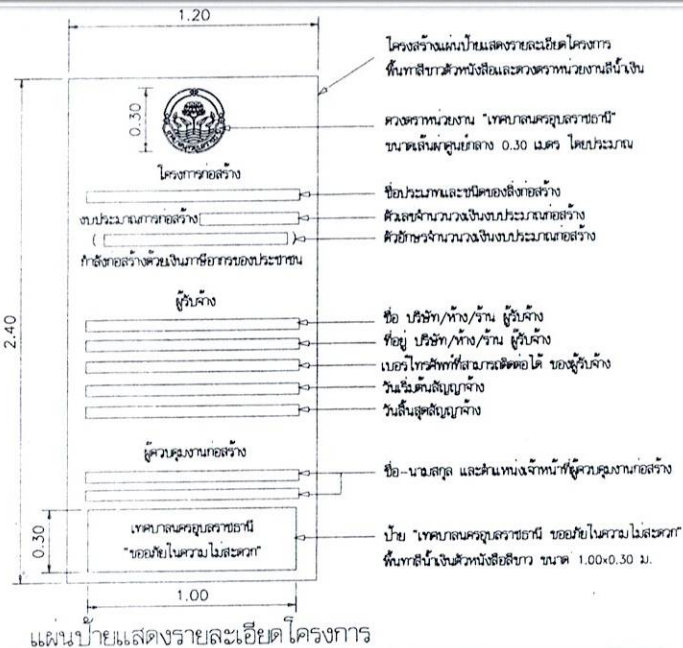 1.20
โครงสร้างแผ่นป้ายแสดงรายละเอียดโครงการ
พื้นทาสีขาวตัวหนังสือและดวงตราหน่วยงานสีน้ำเงิน
0.30
ดวงตราหน่วยงาน "เทศบาลนครอุบลราชธานี"
ขนาดเส้นผ่าศูนย์กลาง 0.30 เมตร โดยประมาณ
โครงการก่อสร้าง
ชื่อประเภทและชนิดของสิ่งก่อสร้าง
งบประมาณการก่อสร้าง
ตัวเลขจำนวนวงเงินงบประมาณก่อสร้าง
( )
ตัวอักษรจำนวนวงเงินงบประมาณก่อสร้าง
กำลังก่อสร้างด้วยเงินภาษีอากรของประชาชน
2.40
ผู้รับจ้าง
ชื่อ บริษัท/ห้าง/ร้าน ผู้รับจ้าง
ที่อยู่ บริษัท/ห้าง/ร้าน ผู้รับจ้าง
เบอร์โทรศัพท์ที่สามารถติดต่อได้ ของผู้รับจ้าง
วันเริ่มต้นสัญญาจ้าง
วันสิ้นสุดสัญญาจ้าง
ผู้ควบคุมงานก่อสร้าง
ชื่อ-นามสกุล และตำแหน่งเจ้าหน้าที่ผู้ควบคุมงานก่อสร้าง
0.30
เทศบาลนครอุบลราชธานี
"ขออภัยในความไม่สะดวก"
ป้าย "เทศบาลนครอุบลราชธานี ขออภัยในความไม่สะดวก"
พื้นทาสีน้ำเงินตัวหนังสือสีขาว ขนาด 1.00x0.30 ม.
1.00
แผ่นป้ายแสดงรายละเอียดโครงการ